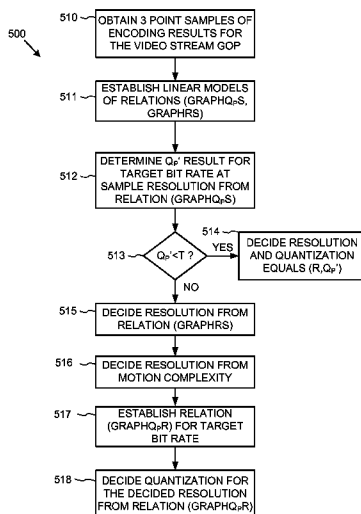 500
510
OBTAIN 3 POINT SAMPLES OF
ENCODING RESULTS FOR
THE VIDEO STREAM GOP
511
ESTABLISH LINEAR MODELS
OF RELATIONS (GRAPHQPS,
GRAPHRS)
512
DETERMINE QP' RESULT FOR
TARGET BIT RATE AT
SAMPLE RESOLUTION FROM
RELATION (GRAPHQPS)
513
QP'<T ?
YES
514
DECIDE RESOLUTION
AND QUANTIZATION
EQUALS (R,QP')
NO
515
DECIDE RESOLUTION FROM
RELATION (GRAPHRS)
516
DECIDE RESOLUTION FROM
MOTION COMPLEXITY
517
ESTABLISH RELATION
(GRAPHQPR) FOR TARGET
BIT RATE
518
DECIDE QUANTIZATION FOR
THE DECIDED RESOLUTION
FROM RELATION (GRAPHQPR)